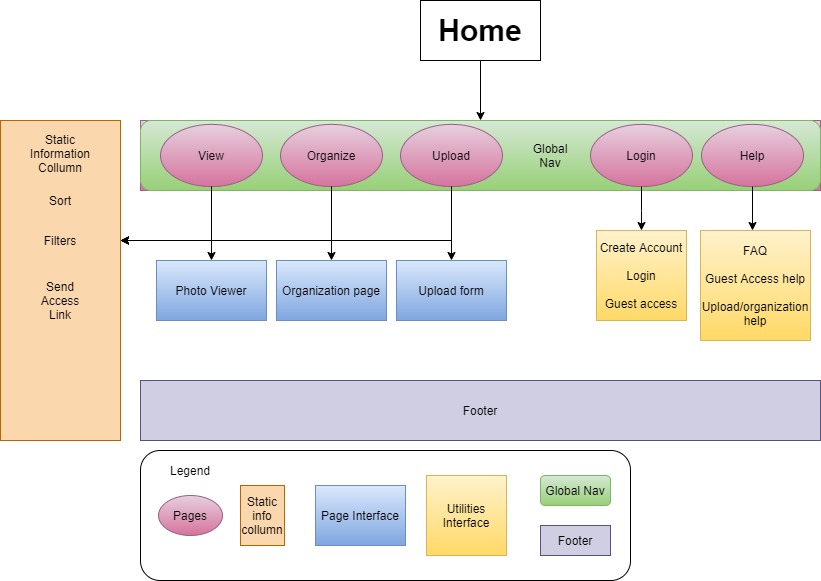 Home
Static
Information
Collumn
Sort
Filters
Send
Access
Link
View
Organize
Upload
Global
Nav
Login
Help
Photo Viewer
Organization page
Upload form
Create Account
Login
Guest access
FAQ
Guest Access help
Upload/organization
help
Footer
Legend
Pages
Static
info
collumn
Page Interface
Utilities
Interface
Global Nav
Footer